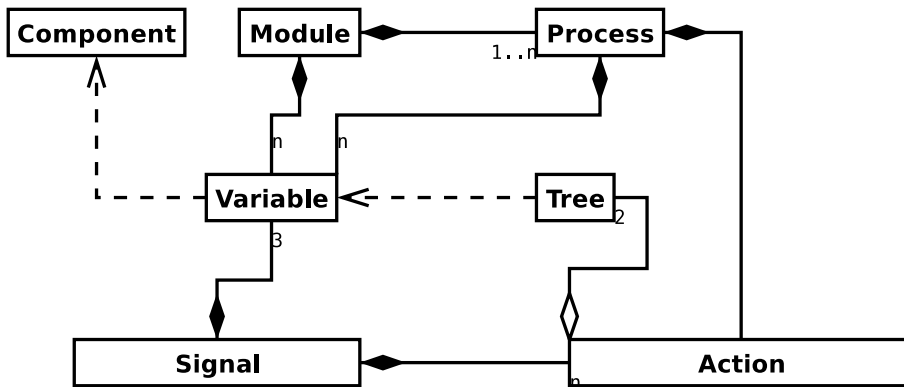 Component
Module
Process
1..n
n
n
Variable
Tree
2
3
Signal
Action
n